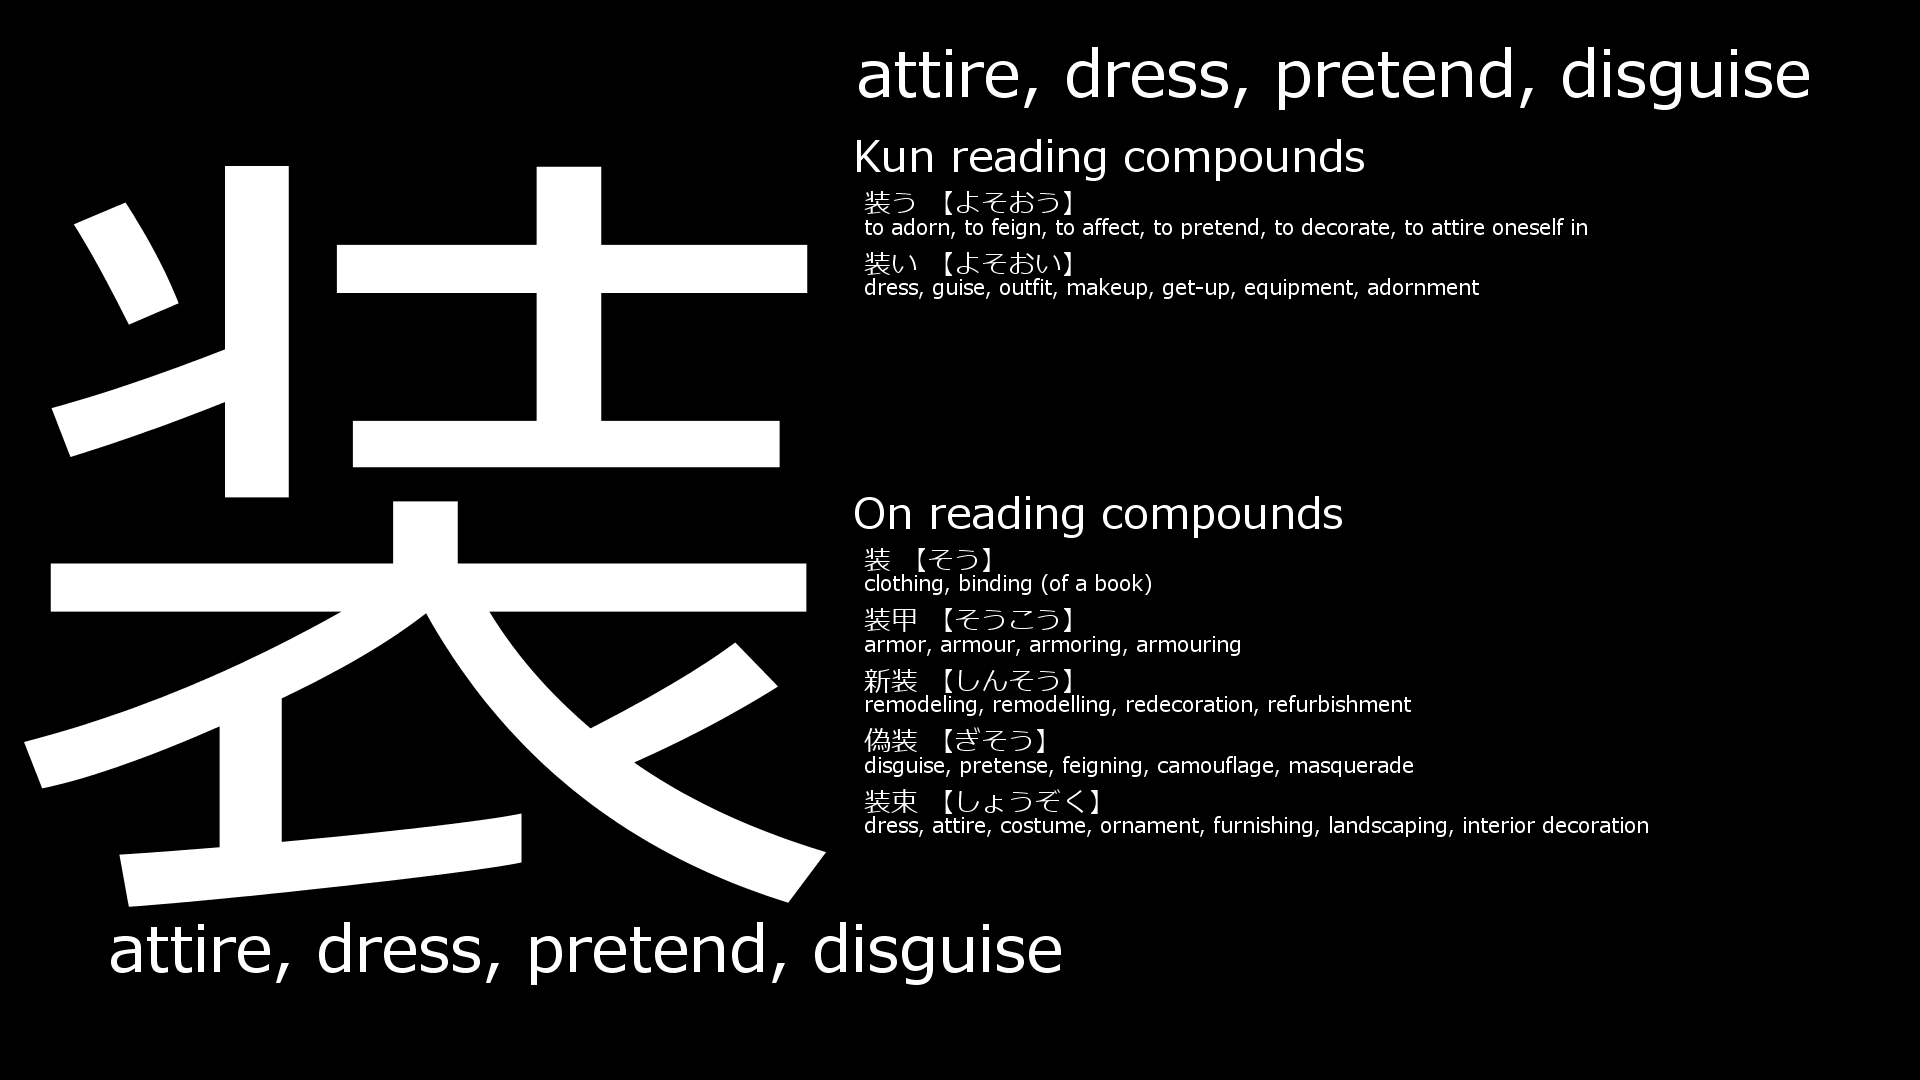 装
attire, dress, pretend, disguise
attire, dress, pretend, disguise
Kun reading compounds
装う 【よそおう】
to adorn, to feign, to affect, to pretend, to decorate, to attire oneself in
装い 【よそおい】
dress, guise, outfit, makeup, get-up, equipment, adornment
On reading compounds
装 【そう】
clothing, binding (of a book)
装甲 【そうこう】
armor, armour, armoring, armouring
新装 【しんそう】
remodeling, remodelling, redecoration, refurbishment
偽装 【ぎそう】
disguise, pretense, feigning, camouflage, masquerade
装束 【しょうぞく】
dress, attire, costume, ornament, furnishing, landscaping, interior decoration